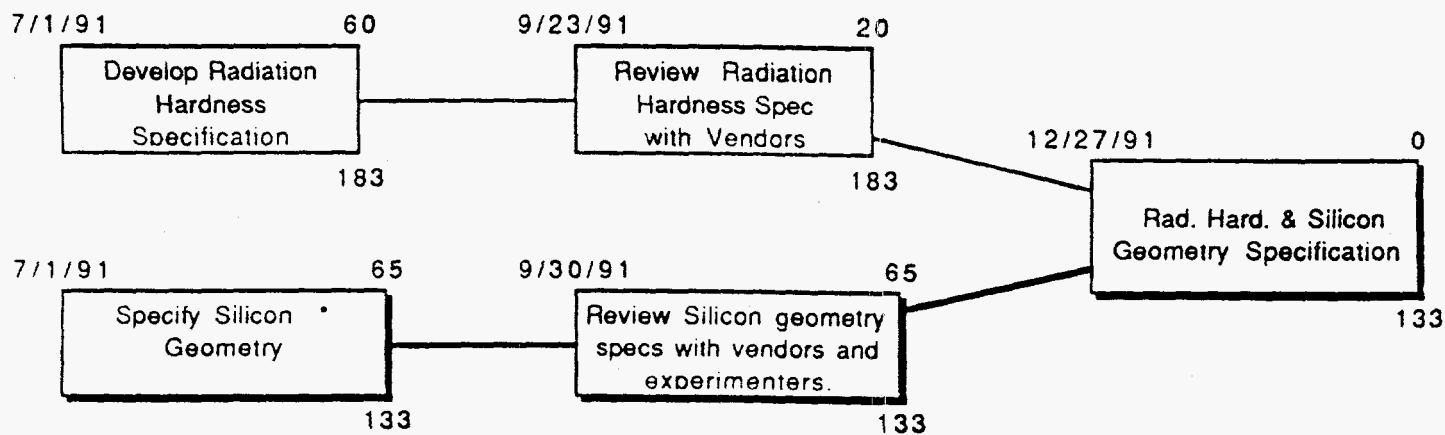 7/1/91 60
Develop Radiation
Hardness
Specification
183
9/23/91 20
Review Radiation
Hardness Spec
with Vendors
183
12/27/91 0
Rad. Hard. & Silicon
Geometry Specification
133
7/1/91 65
Specify Silicon
Geometry
133
9/30/91 65
Review Silicon geometry
specs with vendors and
experimenters.
133